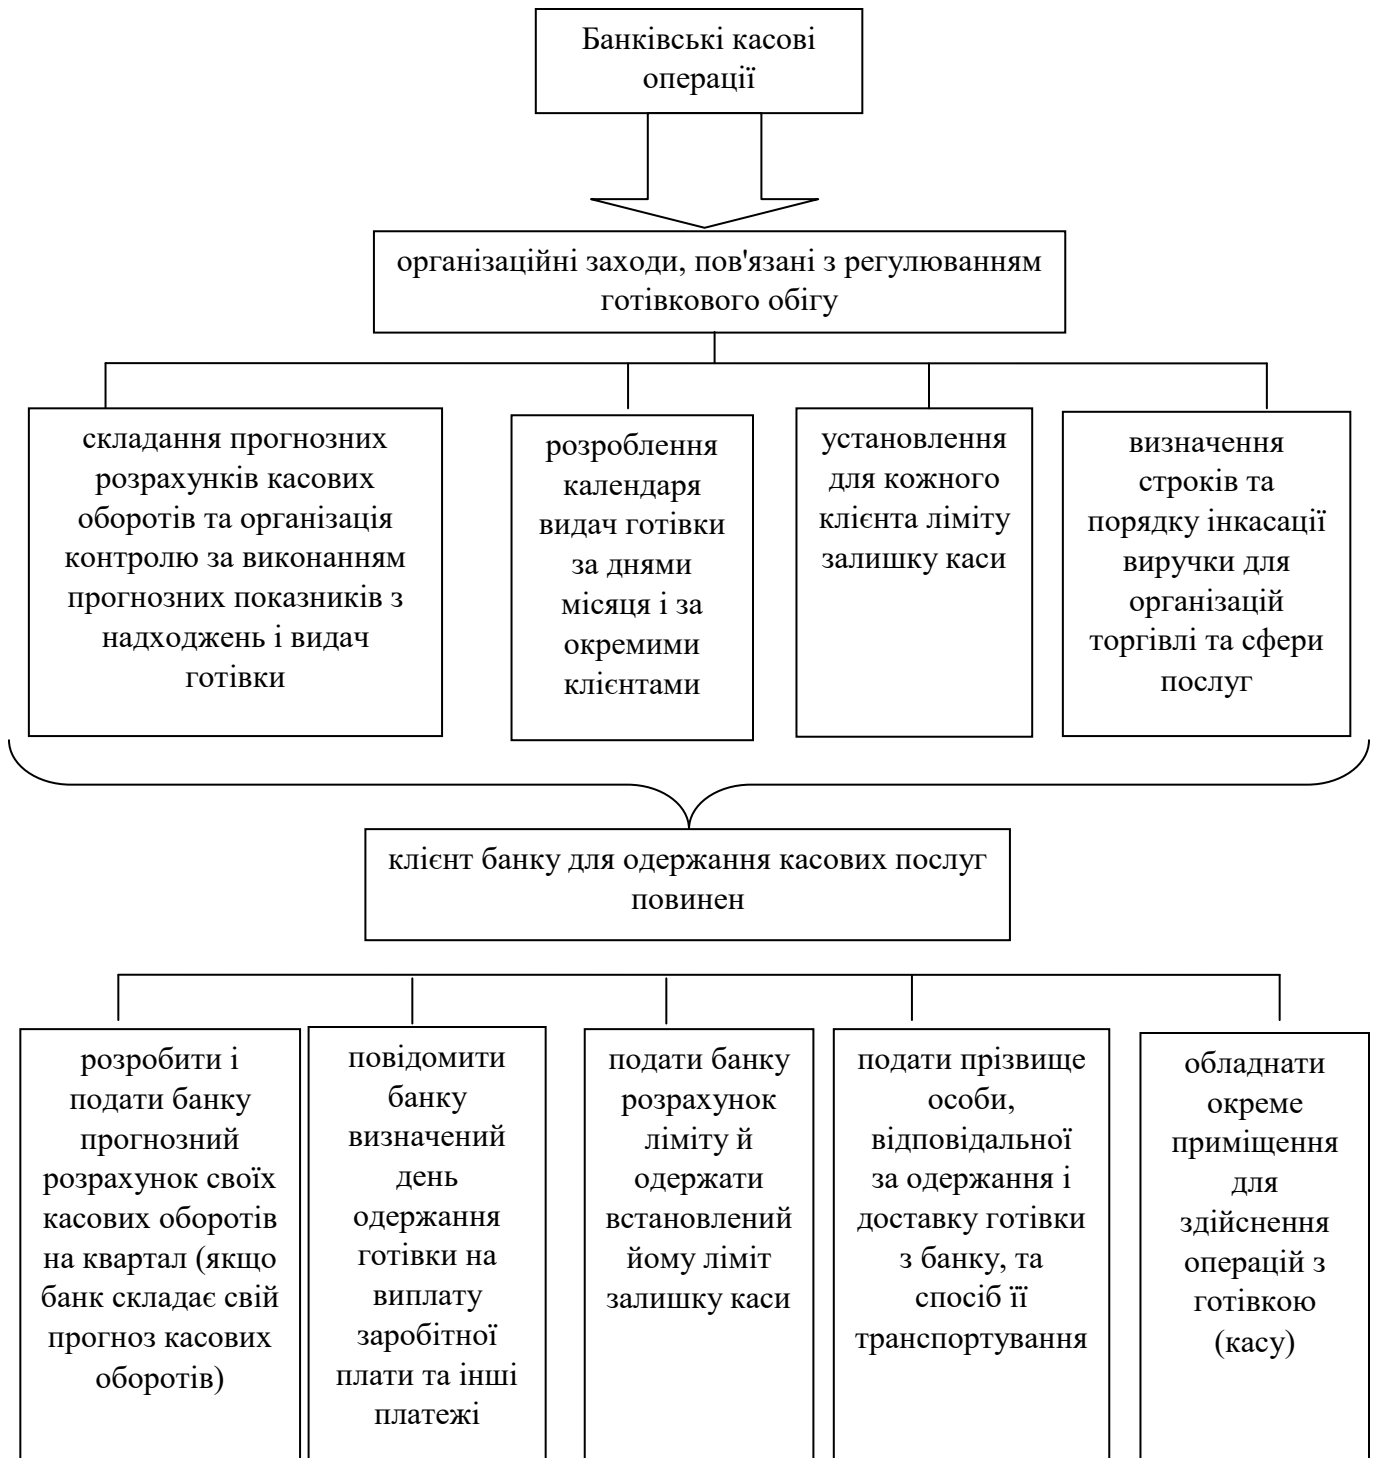 Банківські касові
операції
організаційні заходи, пов'язані з регулюванням
готівкового обігу
складання прогнозних
розрахунків касових
оборотів та організація
контролю за виконанням
прогнозних показників з
надходжень і видач
готівки
розроблення
календаря
видач готівки
за днями
місяця і за
окремими
клієнтами
установлення
для кожного
клієнта ліміту
залишку каси
визначення
строків та
порядку інкасації
виручки для
організацій
торгівлі та сфери
послуг
клієнт банку для одержання касових послуг
повинен
розробити і
подати банку
прогнозний
розрахунок своїх
касових оборотів
на квартал (якщо
банк складає свій
прогноз касових
оборотів)
повідомити
банку
визначений
день
одержання
готівки на
виплату
заробітної
плати та інші
платежі
подати банку
розрахунок
ліміту й
одержати
встановлений
йому ліміт
залишку каси
подати прізвище
особи,
відповідальної
за одержання і
доставку готівки
з банку, та
спосіб її
транспортування
обладнати
окреме
приміщення
для
здійснення
операцій з
готівкою
(касу)